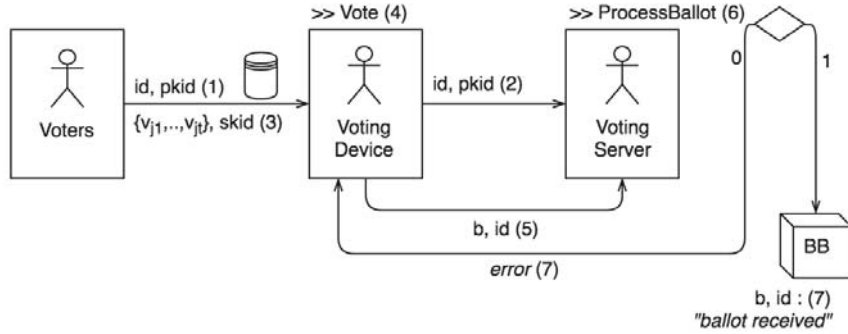 >> Vote (4)
>> ProcessBallot (6)
0
1
id, pkid (1)
id, pkid (2)
Voters
{vj1,..,vjt}, skid (3)
Voting
Device
Voting
Server
b, id (5)
error (7)
BB
b, id : (7)
"ballot received"